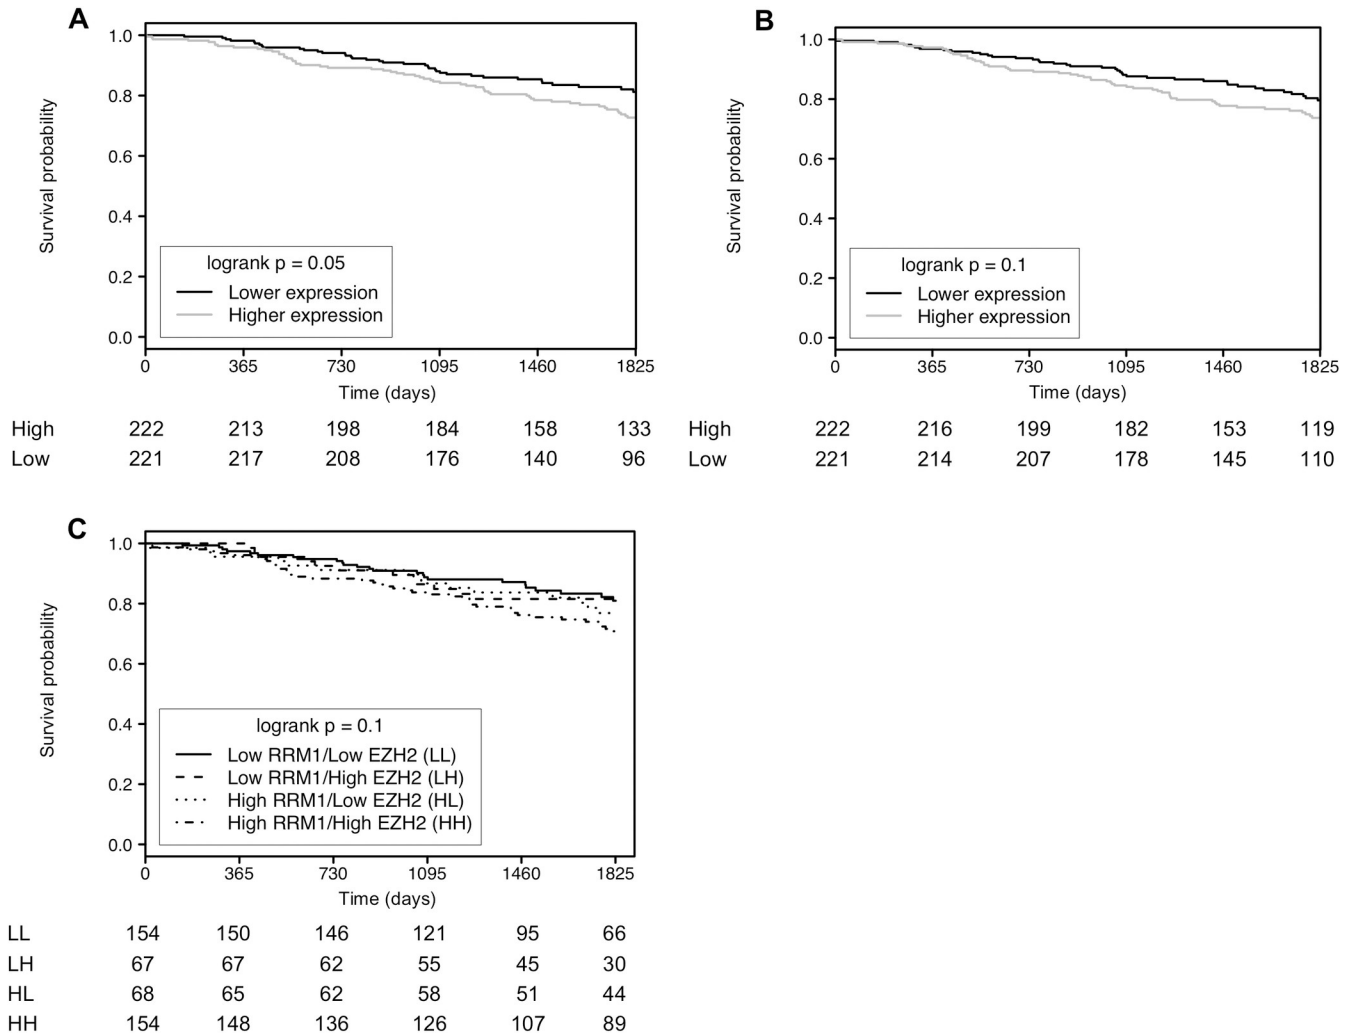 A
Survival probability
1.0
0.8
0.6
0.4
0.2
0.0
logrank p = 0.05
Lower expression
Higher expression
0 365 730 1095 1460 1825
Time (days)
High 222 213 198 184 158 133
Low 221 217 208 176 140 96
B
Survival probability
1.0
0.8
0.6
0.4
0.2
0.0
logrank p = 0.1
Lower expression
Higher expression
0 365 730 1095 1460 1825
Time (days)
High 222 216 199 182 153 119
Low 221 214 207 178 145 110
C
Survival probability
1.0
0.8
0.6
0.4
0.2
0.0
logrank p = 0.1
Low RRM1/Low EZH2 (LL)
Low RRM1/High EZH2 (LH)
High RRM1/Low EZH2 (HL)
High RRM1/High EZH2 (HH)
0 365 730 1095 1460 1825
Time (days)
LL 154 150 146 121 95 66
LH 67 67 62 55 45 30
HL 68 65 62 58 51 44
HH 154 148 136 126 107 89